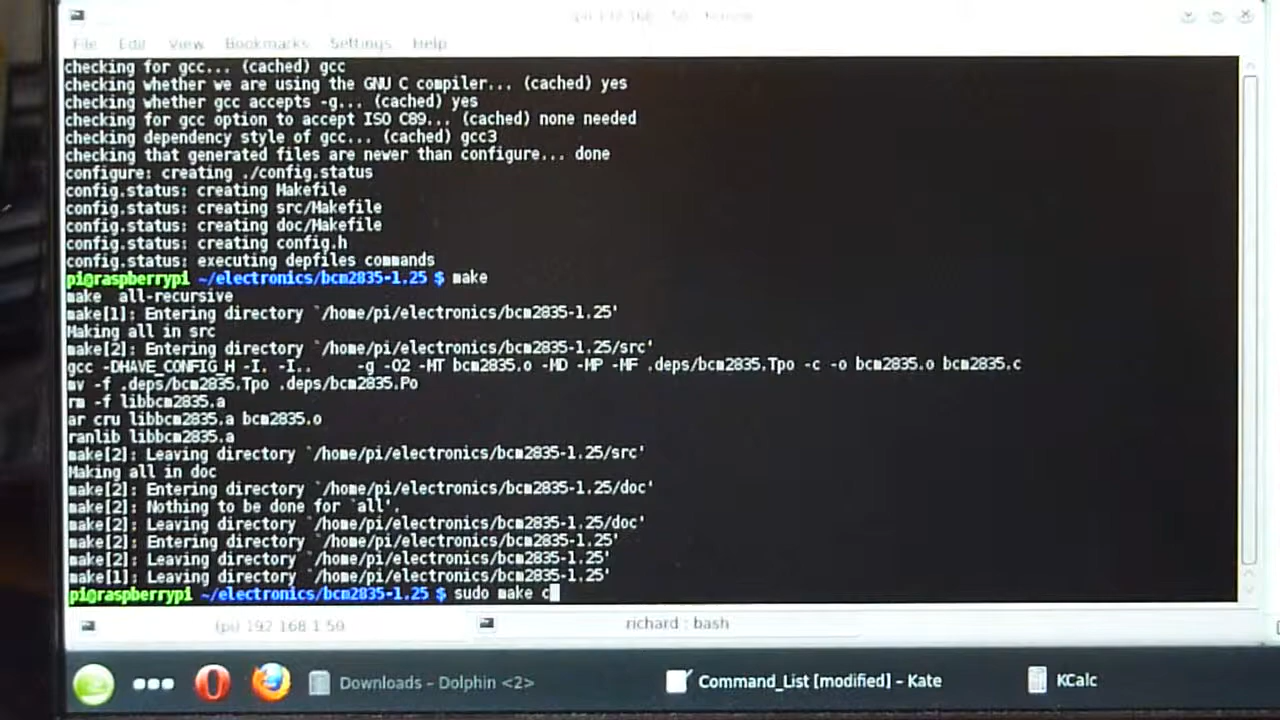 File Edit View Bookmarks Settings Help
checking for gcc... (cached) gcc
checking whether we are using the GNU C compiler... (cached) yes
checking whether gcc accepts -g... (cached) yes
checking for gcc option to accept ISO C89... (cached) none needed
checking dependency style of gcc... (cached) gcc3
checking that generated files are newer than configure... done
configure: creating ./config.status
config.status: creating Makefile
config.status: creating src/Makefile
config.status: creating doc/Makefile
config.status: creating config.h
config.status: executing depfiles commands
pi@raspberrypi ~/electronics/bcm2835-1.25 $ make
make  all-recursive
make[1]: Entering directory `/home/pi/electronics/bcm2835-1.25'
Making all in src
make[2]: Entering directory `/home/pi/electronics/bcm2835-1.25/src'
gcc -DHAVE_CONFIG_H -I. -I..     -g -O2 -MT bcm2835.o -MD -MP -MF .deps/bcm2835.Tpo -c -o bcm2835.o bcm2835.c
mv -f .deps/bcm2835.Tpo .deps/bcm2835.Po
rm -f libbcm2835.a
ar cru libbcm2835.a bcm2835.o
ranlib libbcm2835.a
make[2]: Leaving directory `/home/pi/electronics/bcm2835-1.25/src'
Making all in doc
make[2]: Entering directory `/home/pi/electronics/bcm2835-1.25/doc'
make[2]: Nothing to be done for `all'.
make[2]: Leaving directory `/home/pi/electronics/bcm2835-1.25/doc'
make[2]: Entering directory `/home/pi/electronics/bcm2835-1.25'
make[2]: Leaving directory `/home/pi/electronics/bcm2835-1.25'
make[1]: Leaving directory `/home/pi/electronics/bcm2835-1.25'
pi@raspberrypi ~/electronics/bcm2835-1.25 $ sudo make c
(pi) 192.168.1.50 richard : bash
Downloads – Dolphin <2> Command_List [modified] – Kate KCalc